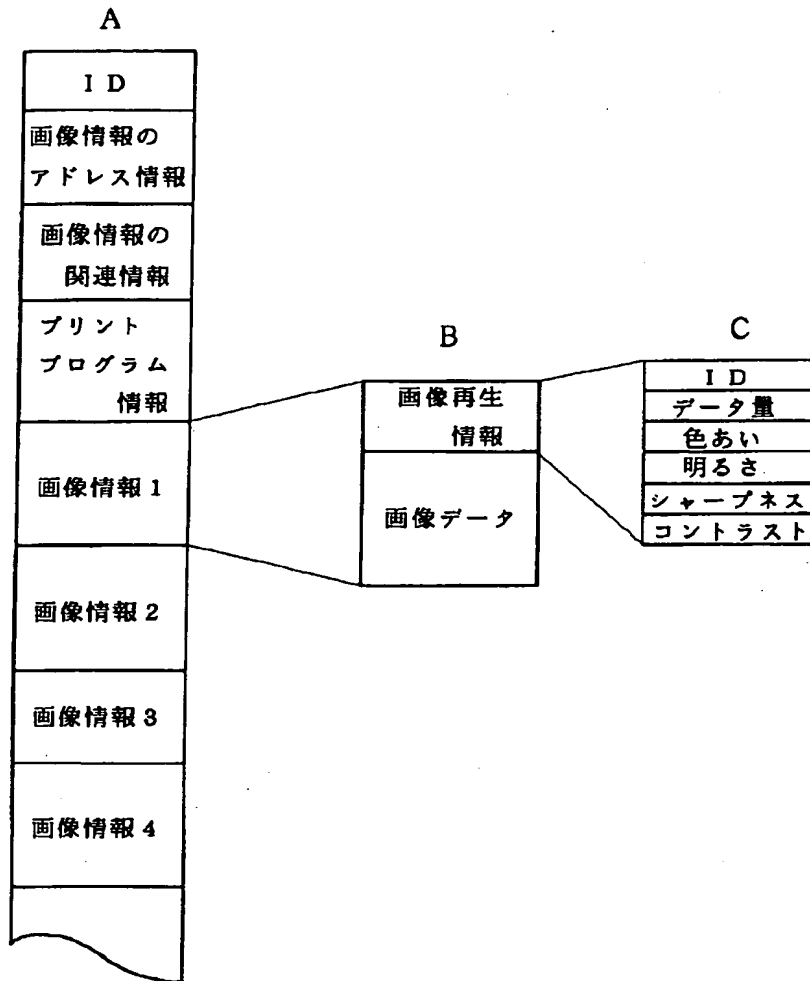 A
ID
画像情報の
アドレス情報
画像情報の
関連情報
プリント
プログラム
情報
画像情報1
画像情報2
画像情報3
画像情報4
B
画像再生
情報
画像データ
C
ID
データ量
色あい
明るさ
シャープネス
コントラスト